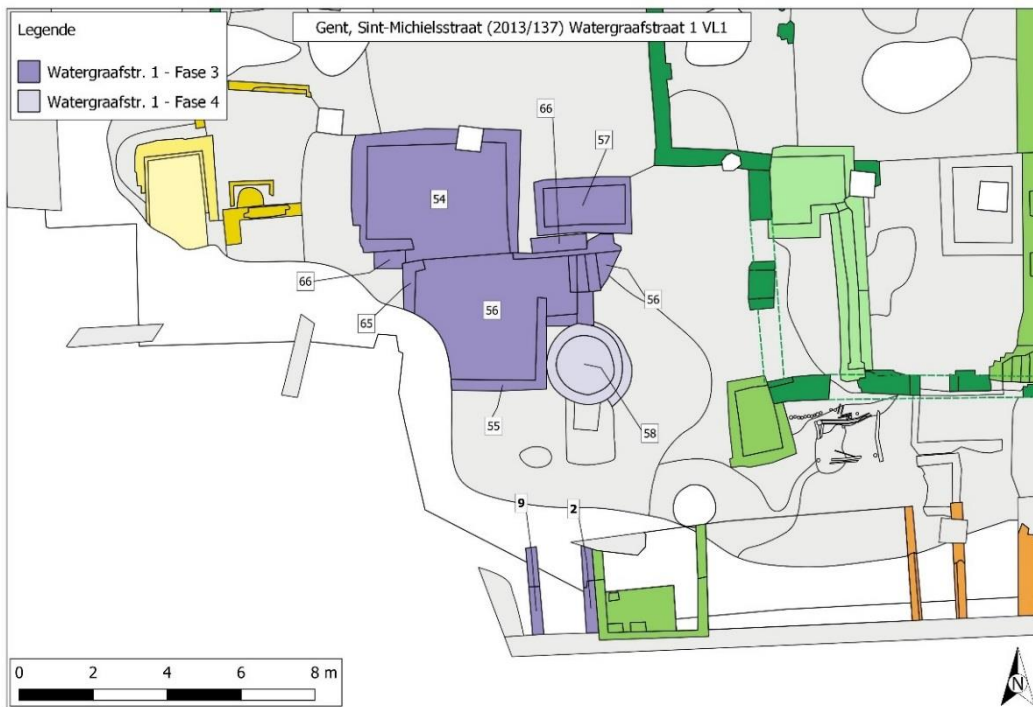 Legende
Gent, Sint-Michielsstraat (2013/137) Watergraafstraat 1 VL1
Watergraafstr. 1 - Fase 3
Watergraafstr. 1 - Fase 4
66
57
54
66
56
65
56
55
58
9
2
0 2 4 6 8 m
N